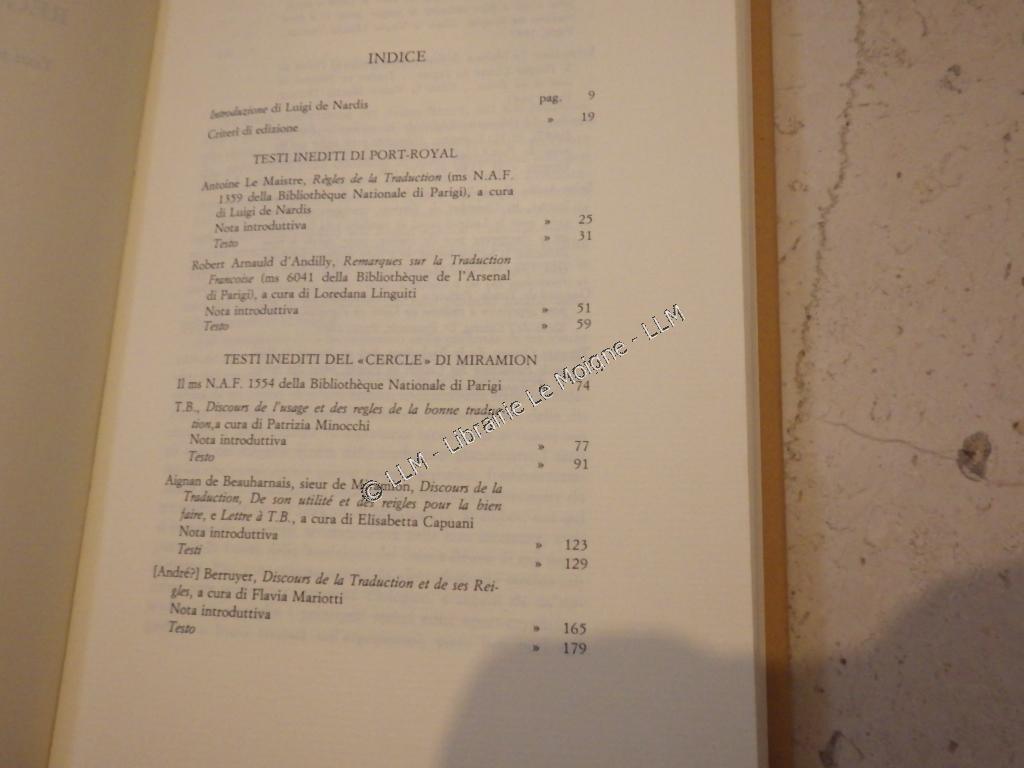 INDICE
Introduzione di Luigi de Nardis pag. 9
Criteri di edizione » 19
TESTI INEDITI DI PORT-ROYAL
Antoine Le Maistre, Règles de la Traduction (ms N.A.F.
1359 della Bibliothèque Nationale di Parigi), a cura
di Luigi de Nardis
Nota introduttiva » 25
Testo » 31
Robert Arnauld d'Andilly, Remarques sur la Traduction
Francoise (ms 6041 della Bibliothèque de l'Arsenal
di Parigi), a cura di Loredana Linguiti
Nota introduttiva » 51
Testo » 59
TESTI INEDITI DEL «CERCLE» DI MIRAMION
Il ms N.A.F. 1554 della Bibliothèque Nationale di Parigi » 74
T.B., Discours de l'usage et des regles de la bonne traduc-
tion, a cura di Patrizia Minocchi
Nota introduttiva » 77
Testo » 91
Aignan de Beauharnais, sieur de Miramion, Discours de la
Traduction, De son utilité et des reigles pour la bien
faire, e Lettre à T.B., a cura di Elisabetta Capuani
Nota introduttiva » 123
Testi » 129
[André?] Berruyer, Discours de la Traduction et de ses Rei-
gles, a cura di Flavia Mariotti
Nota introduttiva » 165
Testo » 179
© LLM - Librairie Le Moigne - LLM